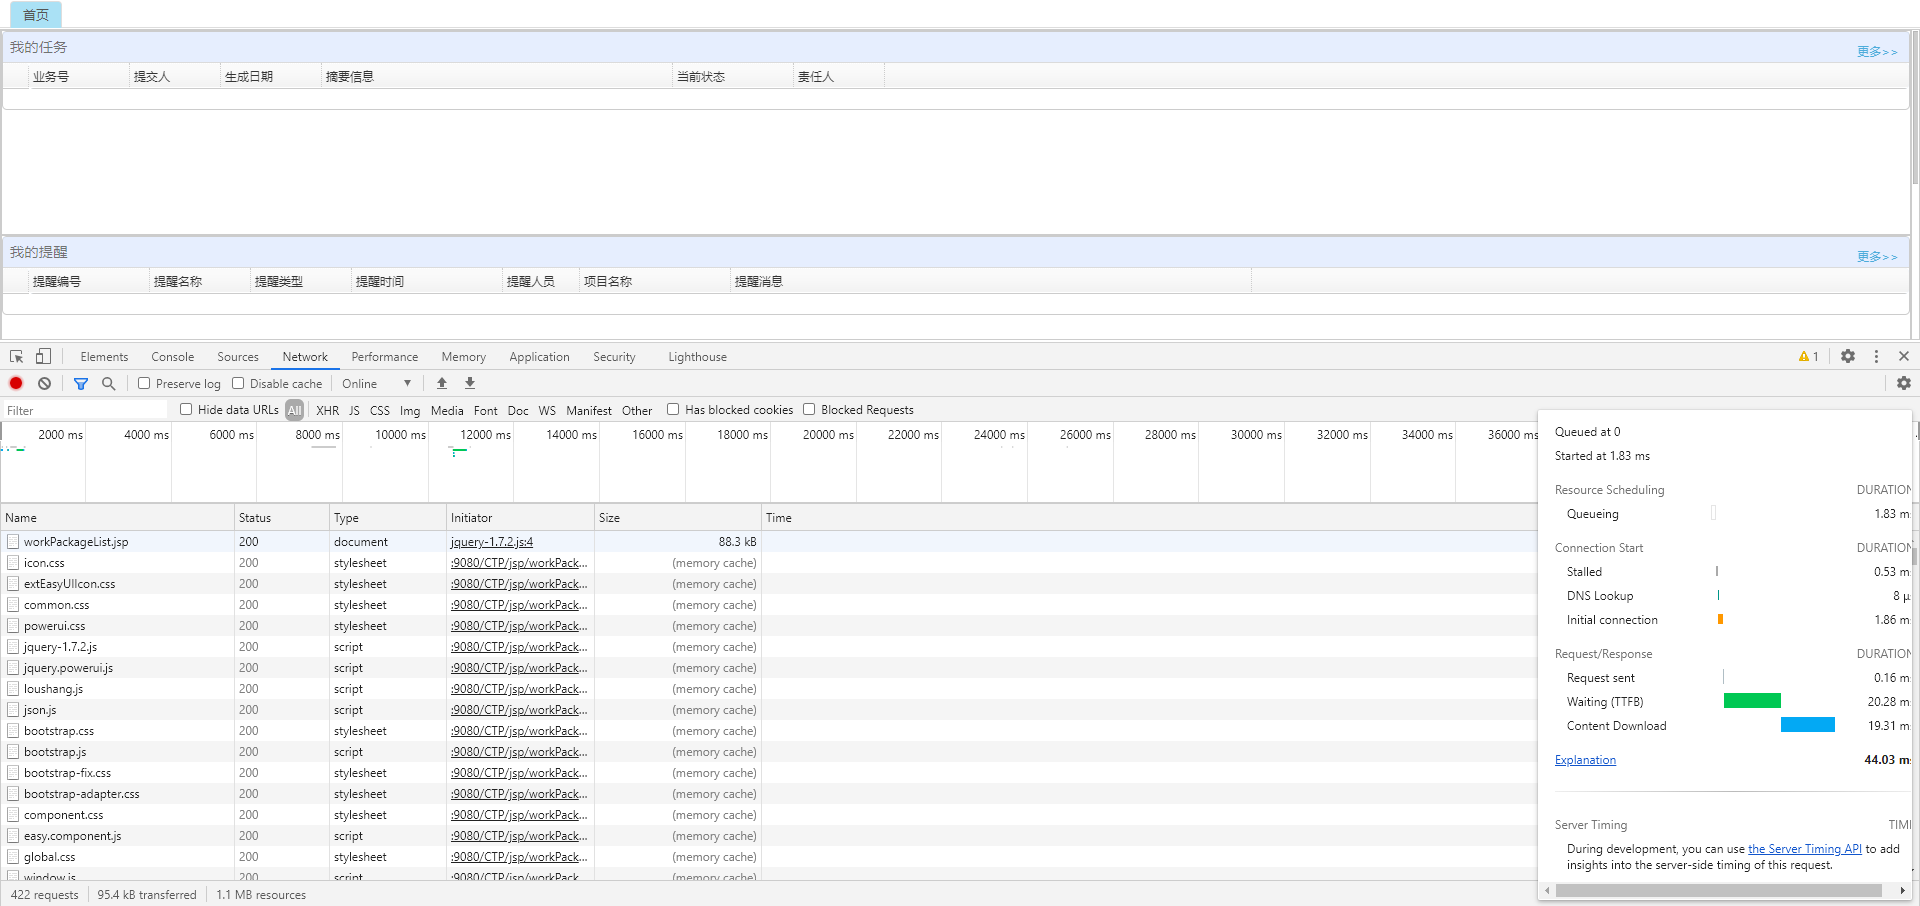 首页
我的任务
更多>>
业务号 提交人 生成日期 摘要信息 当前状态 责任人
我的提醒
更多>>
提醒编号 提醒名称 提醒类型 提醒时间 提醒人员 项目名称 提醒消息
Elements Console Sources Network Performance Memory Application Security Lighthouse 1
Preserve log Disable cache Online
Filter Hide data URLs All XHR JS CSS Img Media Font Doc WS Manifest Other Has blocked cookies Blocked Requests
2000 ms 4000 ms 6000 ms 8000 ms 10000 ms 12000 ms 14000 ms 16000 ms 18000 ms 20000 ms 22000 ms 24000 ms 26000 ms 28000 ms 30000 ms 32000 ms 34000 ms 36000 ms
Name Status Type Initiator Size Time
workPackageList.jsp 200 document jquery-1.7.2.js:4 88.3 kB
icon.css 200 stylesheet :9080/CTP/jsp/workPack... (memory cache)
extEasyUIIcon.css 200 stylesheet :9080/CTP/jsp/workPack... (memory cache)
common.css 200 stylesheet :9080/CTP/jsp/workPack... (memory cache)
powerui.css 200 stylesheet :9080/CTP/jsp/workPack... (memory cache)
jquery-1.7.2.js 200 script :9080/CTP/jsp/workPack... (memory cache)
jquery.powerui.js 200 script :9080/CTP/jsp/workPack... (memory cache)
loushang.js 200 script :9080/CTP/jsp/workPack... (memory cache)
json.js 200 script :9080/CTP/jsp/workPack... (memory cache)
bootstrap.css 200 stylesheet :9080/CTP/jsp/workPack... (memory cache)
bootstrap.js 200 script :9080/CTP/jsp/workPack... (memory cache)
bootstrap-fix.css 200 stylesheet :9080/CTP/jsp/workPack... (memory cache)
bootstrap-adapter.css 200 stylesheet :9080/CTP/jsp/workPack... (memory cache)
component.css 200 stylesheet :9080/CTP/jsp/workPack... (memory cache)
easy.component.js 200 script :9080/CTP/jsp/workPack... (memory cache)
global.css 200 stylesheet :9080/CTP/jsp/workPack... (memory cache)
window.js 200 script :9080/CTP/jsp/workPack... (memory cache)
422 requests 95.4 kB transferred 1.1 MB resources
Queued at 0
Started at 1.83 ms
Resource Scheduling DURATION
Queueing 1.83 m
Connection Start DURATION
Stalled 0.53 m
DNS Lookup 8 µ
Initial connection 1.86 m
Request/Response DURATION
Request sent 0.16 m
Waiting (TTFB) 20.28 m
Content Download 19.31 m
Explanation 44.03 m
Server Timing TIM
During development, you can use the Server Timing API to add
insights into the server-side timing of this request.